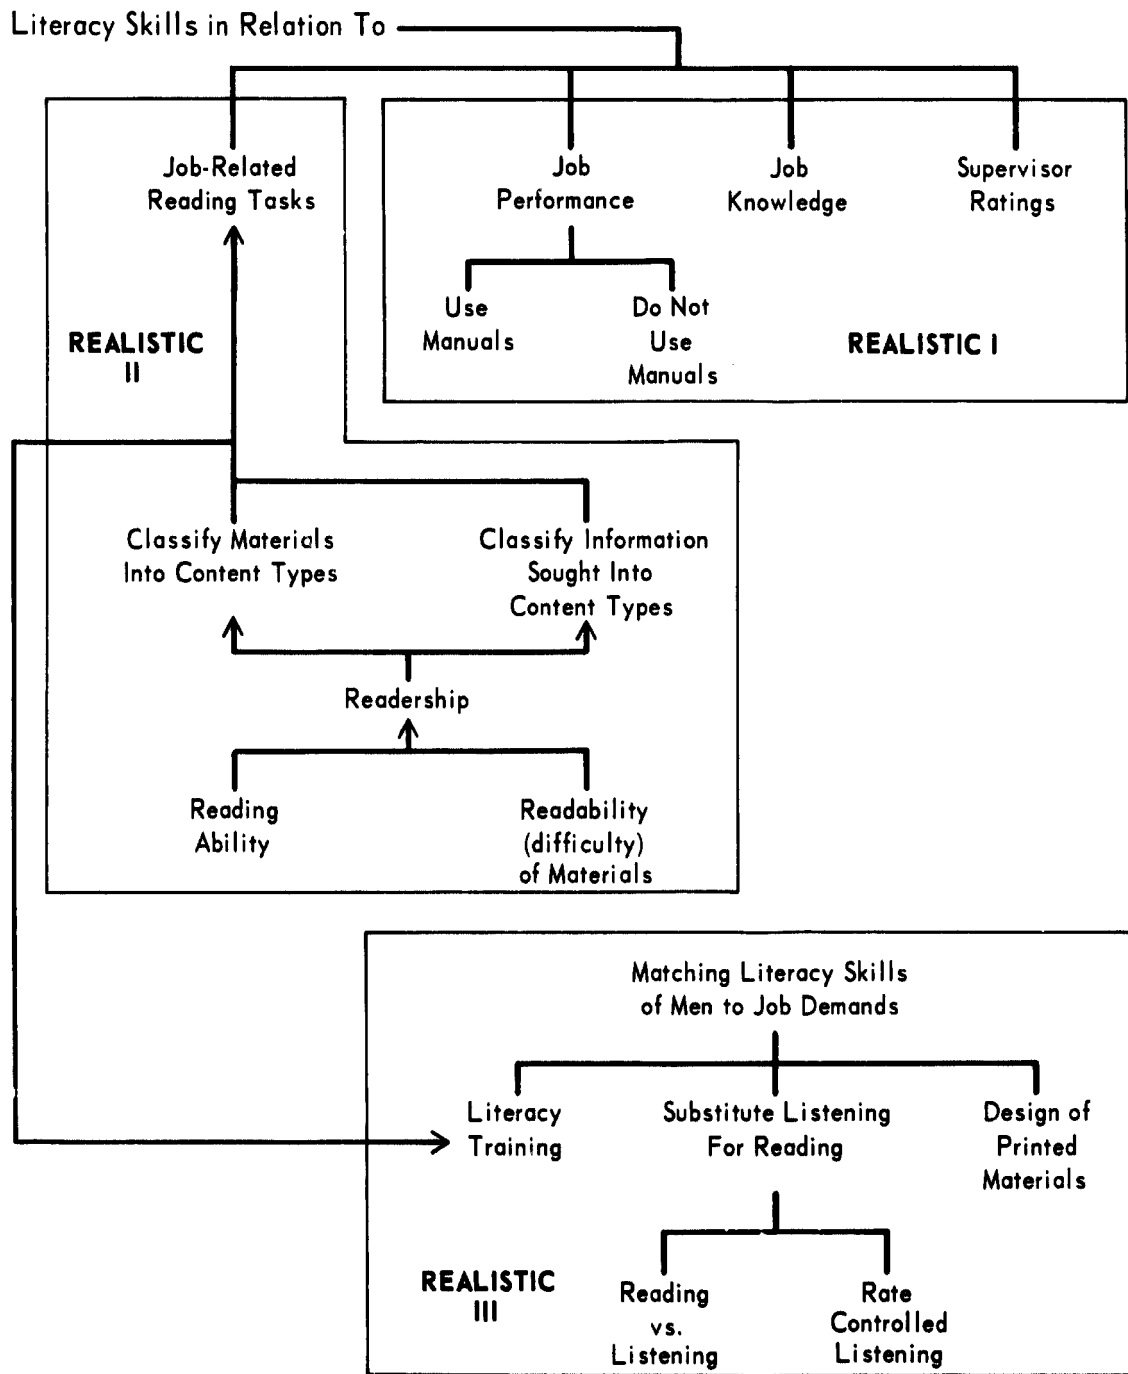 Literacy Skills in Relation To
Job-Related
Reading Tasks
Job
Performance
Job
Knowledge
Supervisor
Ratings
Use
Manuals
Do Not
Use
Manuals
REALISTIC I
REALISTIC
II
Classify Materials
Into Content Types
Classify Information
Sought Into
Content Types
Readership
Reading
Ability
Readability
(difficulty)
of Materials
Matching Literacy Skills
of Men to Job Demands
Literacy
Training
Substitute Listening
For Reading
Design of
Printed
Materials
REALISTIC
III
Reading
vs.
Listening
Rate
Controlled
Listening